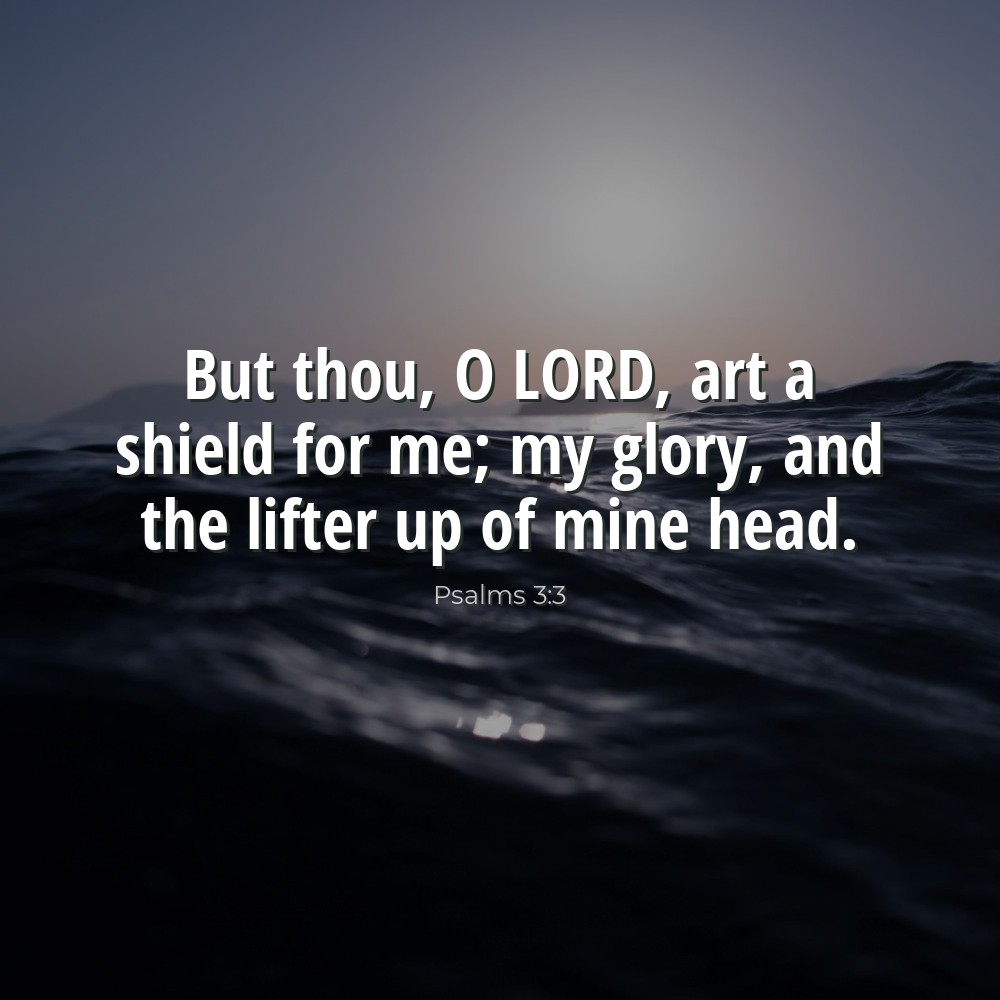 But thou, O LORD, art a
shield for me; my glory, and
the lifter up of mine head.
Psalms 3:3